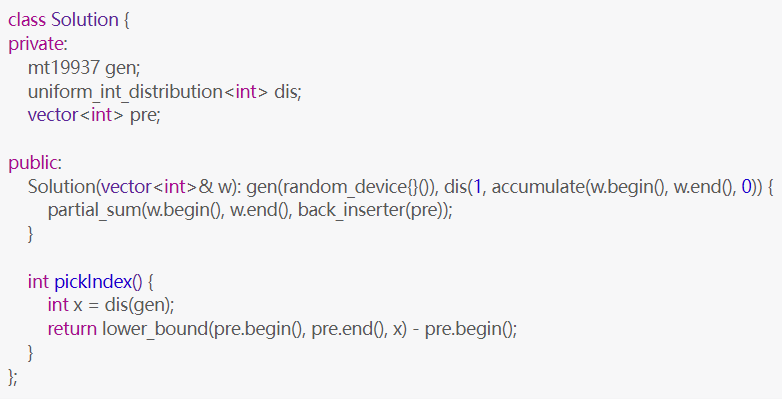 class Solution {
private:
    mt19937 gen;
    uniform_int_distribution<int> dis;
    vector<int> pre;

public:
    Solution(vector<int>& w): gen(random_device{}()), dis(1, accumulate(w.begin(), w.end(), 0)) {
        partial_sum(w.begin(), w.end(), back_inserter(pre));
    }

    int pickIndex() {
        int x = dis(gen);
        return lower_bound(pre.begin(), pre.end(), x) - pre.begin();
    }
};